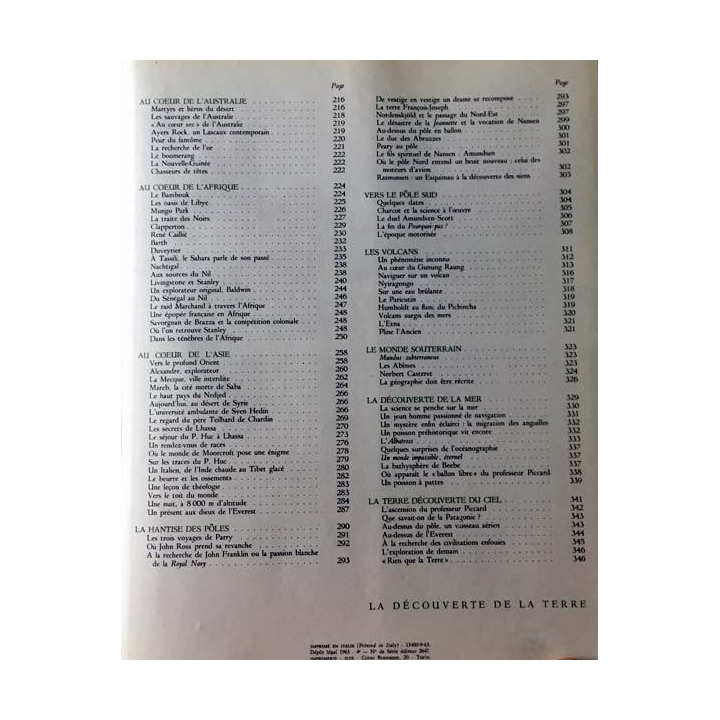 Page
AU COEUR DE L'AUSTRALIE 216
Martyrs et héros du désert 216
Les sauvages de l'Australie 218
« Au cœur sec » de l'Australie 219
Ayers Rock, un Lascaux contemporain 219
Peur du fantôme 220
La recherche de l'or 221
Le boomerang 222
La Nouvelle-Guinée 222
Chasseurs de têtes 222
AU COEUR DE L'AFRIQUE 224
Le Bambouk 224
Les oasis de Libye 225
Mungo Park 226
La traite des Noirs 227
Clapperton 229
René Caillié 230
Barth 232
Duveyrier 233
A Tassili, le Sahara parle de son passé 235
Nachtigal 238
Aux sources du Nil 238
Livingstone et Stanley 240
Un explorateur original, Baldwin 244
Du Sénégal au Nil 246
Le raid Marchand à travers l'Afrique 247
Une épopée française en Afrique 248
Savorgnan de Brazza et la compétition coloniale 248
Où l'on retrouve Stanley 248
Dans les ténèbres de l'Afrique 250
AU COEUR DE L'ASIE 258
Vers le profond Orient 258
Alexandre, explorateur 260
La Mecque, ville interdite 262
Mareb, la cité morte de Saba 264
Le haut pays du Nedjed 266
Aujourd'hui, au désert de Syrie 266
L'université ambulante de Sven Hedin 266
Le regard du père Teilhard de Chardin 269
Les secrets de Lhassa 270
Le séjour du P. Huc à Lhassa 273
Un rendez-vous de races 276
Où le monde de Moorcroft pose une énigme 278
Sur les traces du P. Huc 279
Un Italien, de l'Inde chaude au Tibet glacé 280
Le beurre et les ossements 282
Une leçon de théologie 283
Vers le toit du monde 283
Une nuit, à 8 000 m d'altitude 284
Un présent aux dieux de l'Everest 287
LA HANTISE DES PÔLES 290
Les trois voyages de Parry 291
Où John Ross prend sa revanche 292
A la recherche de John Franklin ou la passion blanche
de la Royal Navy 293
Page
De vestige en vestige un drame se recompose 293
La terre François-Joseph 297
Nordenskjöld et le passage du Nord-Est 297
Le désastre de la Jeannette et la vocation de Nansen 299
Au-dessus du pôle en ballon 300
Le duc des Abruzzes 301
Peary au pôle 301
Le fils spirituel de Nansen : Amundsen 302
Où le pôle Nord entend un bruit nouveau : celui des
moteurs d'avion 302
Rasmussen : un Esquimau à la découverte des siens 303
VERS LE PÔLE SUD 304
Quelques dates 304
Charcot et la science à l'œuvre 305
Le duel Amundsen-Scott 306
La fin du Pourquoi-pas ? 307
L'époque motorisée 308
LES VOLCANS 311
Un phénomène inconnu 312
Au cœur du Gunung Raung 313
Naviguer sur un volcan 316
Nyiragongo 317
Sur une eau brûlante 318
Le Paricutin 319
Humboldt au flanc du Pichincha 319
Volcans surgis des mers 320
L'Etna 321
Pline l'Ancien 321
LE MONDE SOUTERRAIN 323
Mundus subterraneus 323
Les Abîmes 323
Norbert Casteret 324
La géographie doit être récrite 326
LA DÉCOUVERTE DE LA MER 329
La science se penche sur la mer 330
Un jeune homme passionné de navigation 331
Un mystère enfin éclairci : la migration des anguilles 332
Un poisson préhistorique vit encore 332
L'Albatross 333
Quelques surprises de l'océanographie 337
Un monde impassible, éternel 337
La bathysphère de Beebe 337
Où apparaît le « ballon libre » du professeur Piccard 338
Un poisson à pattes 339
LA TERRE DÉCOUVERTE DU CIEL 341
L'ascension du professeur Piccard 342
Que savait-on de la Patagonie ? 343
Au-dessus du pôle, un vaisseau aérien 343
Au-dessus de l'Everest 344
À la recherche des civilisations enfouies 345
L'exploration de demain 346
« Rien que la Terre » 346
LA DÉCOUVERTE DE LA TERRE
IMPRIMÉ EN ITALIE (Printed in Italy)
Dépôt légal 1963 N° de Série éditeur 2647.
Turin.